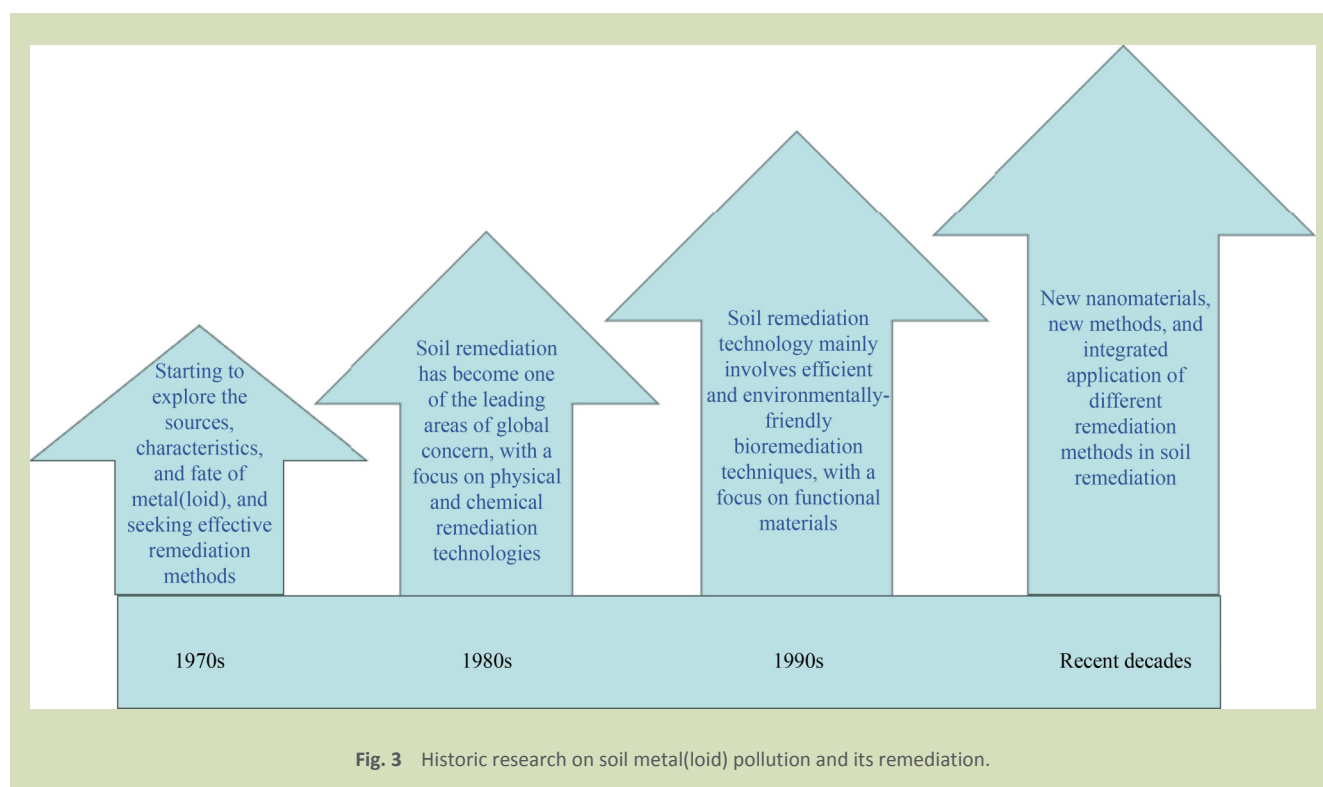 Starting to
explore the
sources,
characteristics,
and fate of
metal(loid), and
seeking effective
remediation
methods
Soil remediation
has become one
of the leading
areas of global
concern, with a
focus on physical
and chemical
remediation
technologies
Soil remediation
technology mainly
involves efficient
and environmentally-
friendly
bioremediation
techniques, with a
focus on functional
materials
New nanomaterials,
new methods, and
integrated
application of
different
remediation
methods in soil
remediation
1970s
1980s
1990s
Recent decades
Fig. 3 Historic research on soil metal(loid) pollution and its remediation.